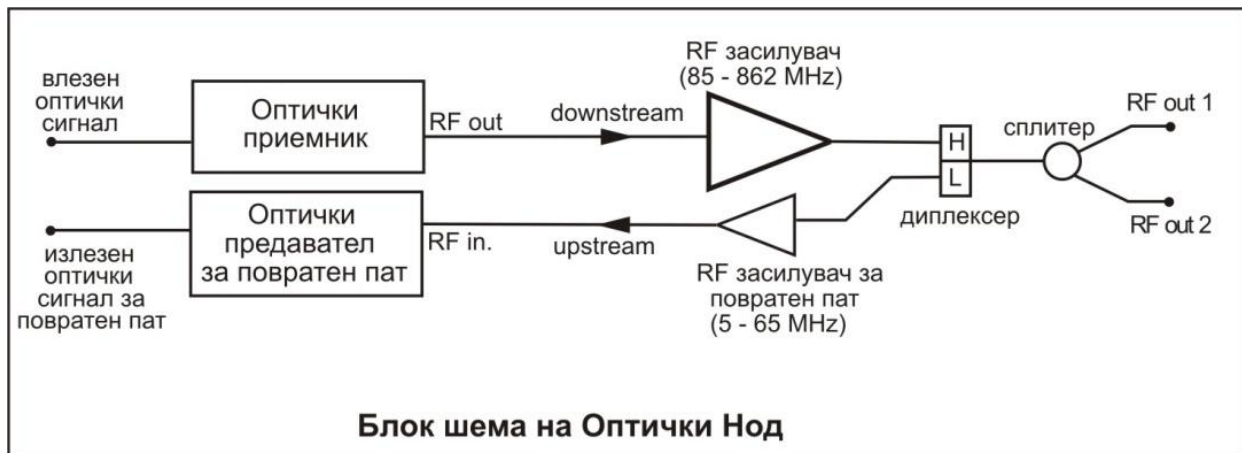 влезен
оптички
сигнал
Оптички
приемник
RF out
downstream
RF засилувач
(85 - 862 MHz)
H
L
диплексер
сплитер
RF out 1
RF out 2
излезен
оптички
сигнал за
повратен пат
Оптички
предавател
за повратен пат
RF in.
upstream
RF засилувач за
повратен пат
(5 - 65 MHz)
Блок шема на Оптички Нод